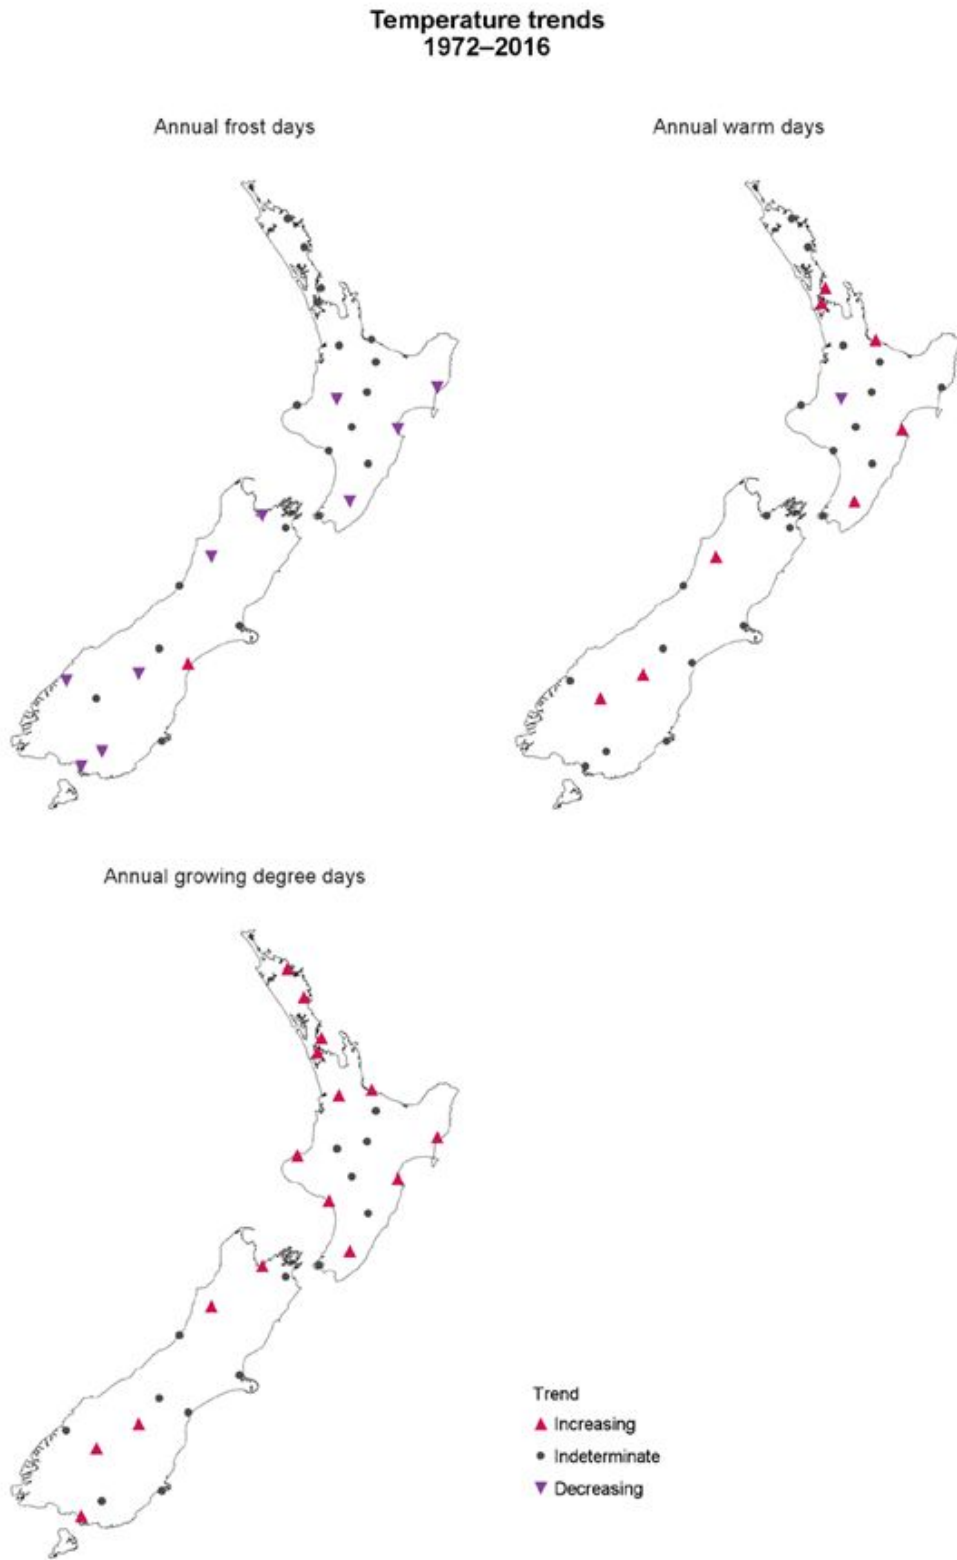 Temperature trends
1972–2016
Annual frost days
Annual warm days
Annual growing degree days
Trend
Increasing
Indeterminate
Decreasing